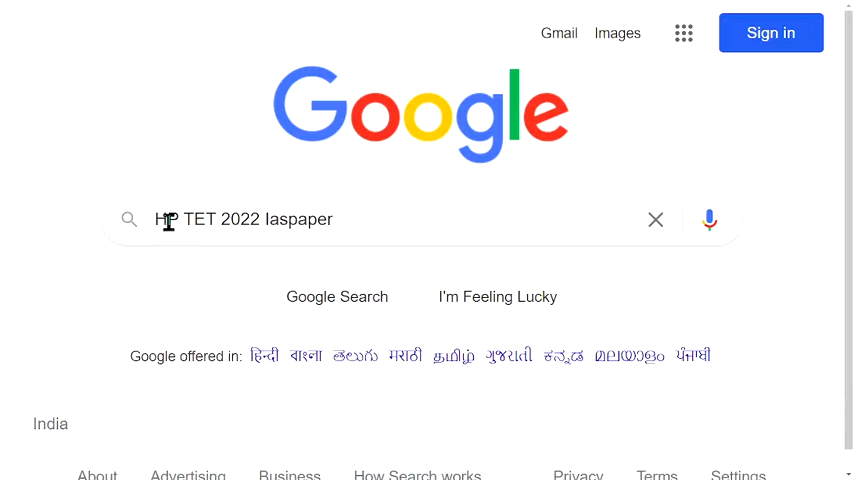 Gmail Images Sign in
Google
HP TET 2022 Iaspaper
Google Search I'm Feeling Lucky
Google offered in: हिन्दी বাংলা తెలుగు मराठी தமிழ் ગુજરાતી ಕನ್ನಡ മലയാളം ਪੰਜਾਬੀ
India
About Advertising Business How Search works Privacy Terms Settings